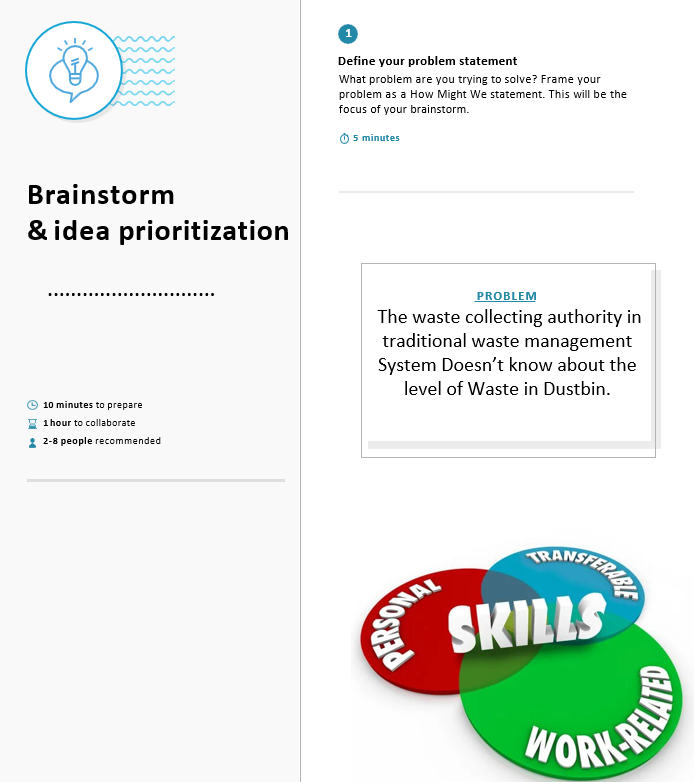 Brainstorm
& idea prioritization
10 minutes to prepare
1 hour to collaborate
2-8 people recommended
1
Define your problem statement
What problem are you trying to solve? Frame your
problem as a How Might We statement. This will be the
focus of your brainstorm.
5 minutes
PROBLEM
The waste collecting authority in
traditional waste management
System Doesn’t know about the
level of Waste in Dustbin.
PERSONAL
TRANSFERABLE
SKILLS
WORK-RELATED